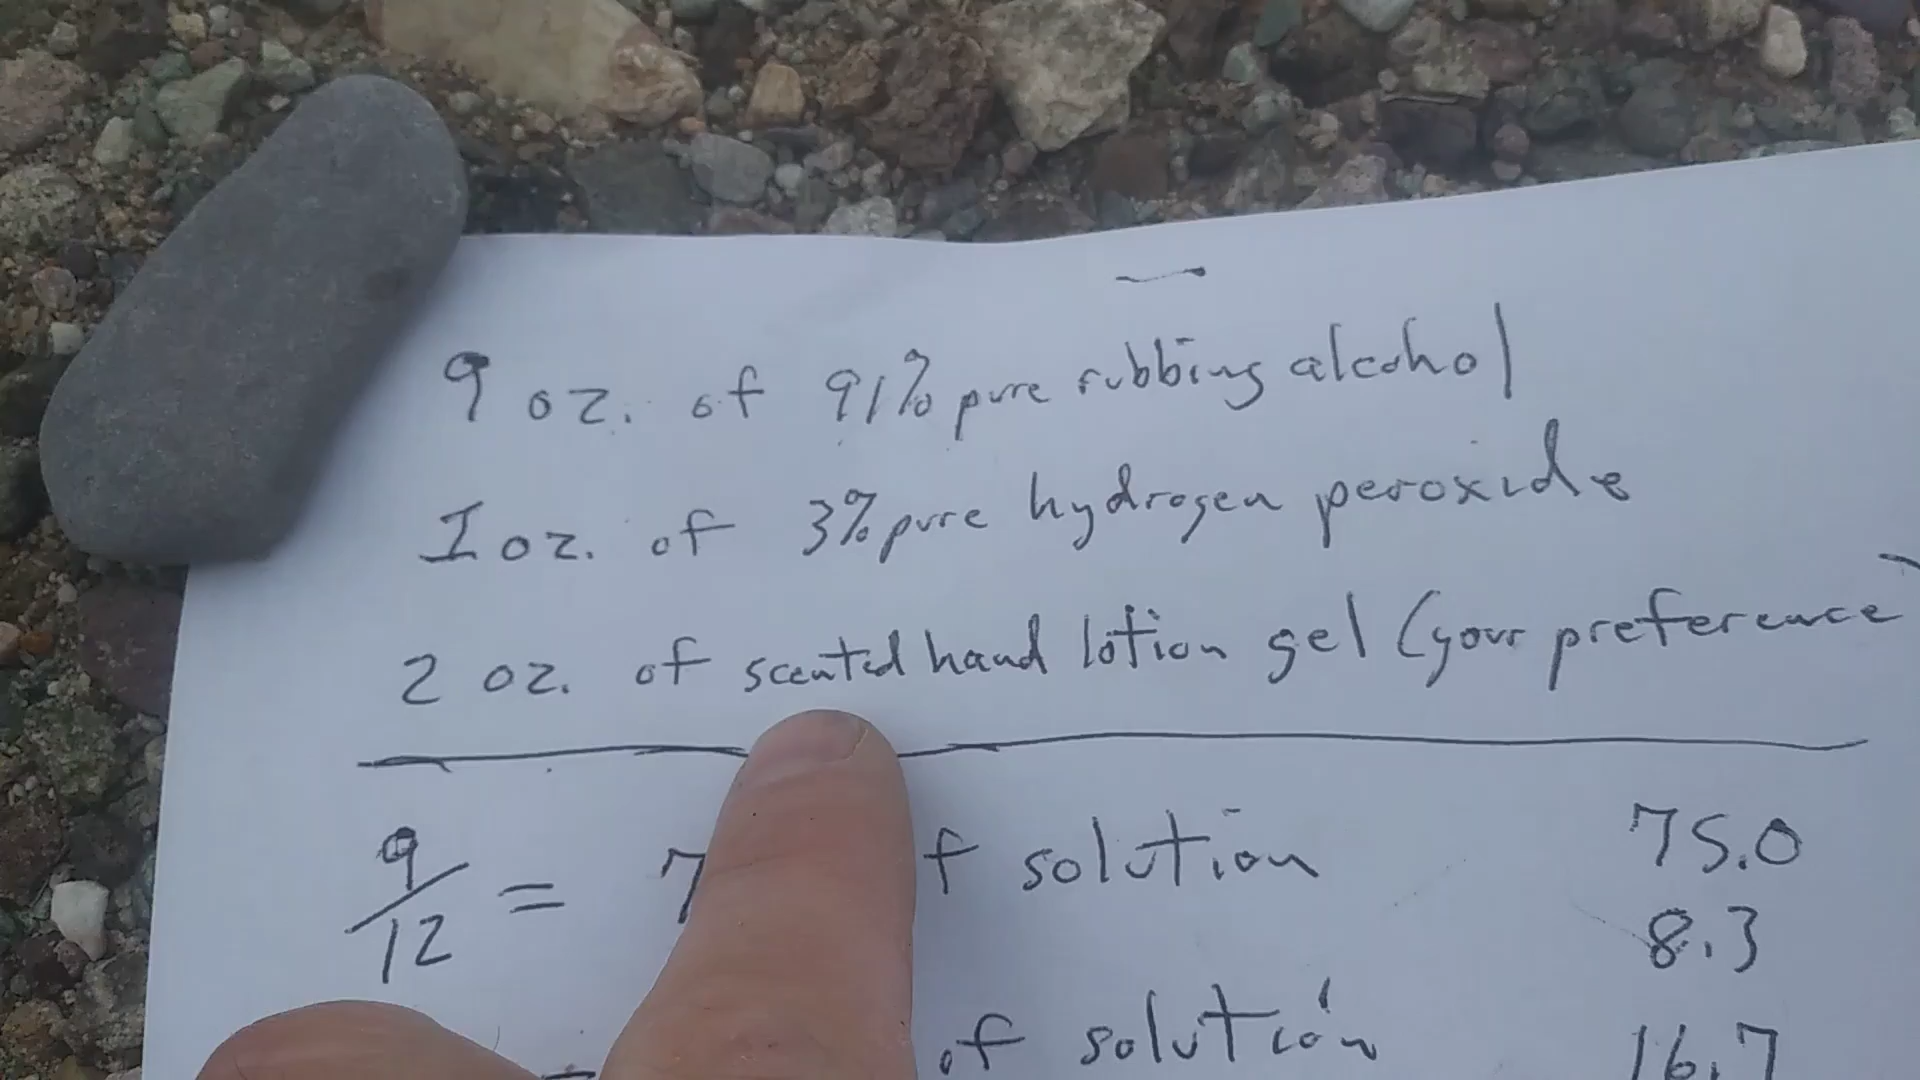 9 oz. of 91% pure rubbing alcohol
1 oz. of 3% pure hydrogen peroxide
2 oz. of scented hand lotion gel (your preference)
9/12 = 7 f solution 75.0
8.3
= of solution 16.7